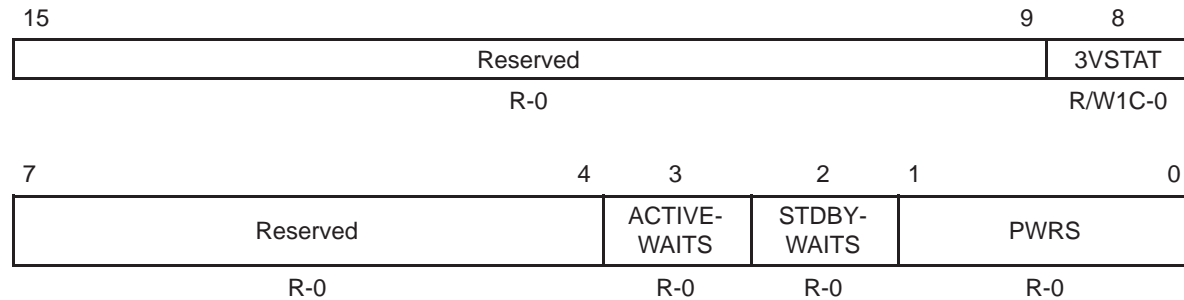 15 9 8
Reserved 3VSTAT
R-0 R/W1C-0
7 4 3 2 1 0
Reserved ACTIVE-WAITS STDBY-WAITS PWRS
R-0 R-0 R-0 R-0